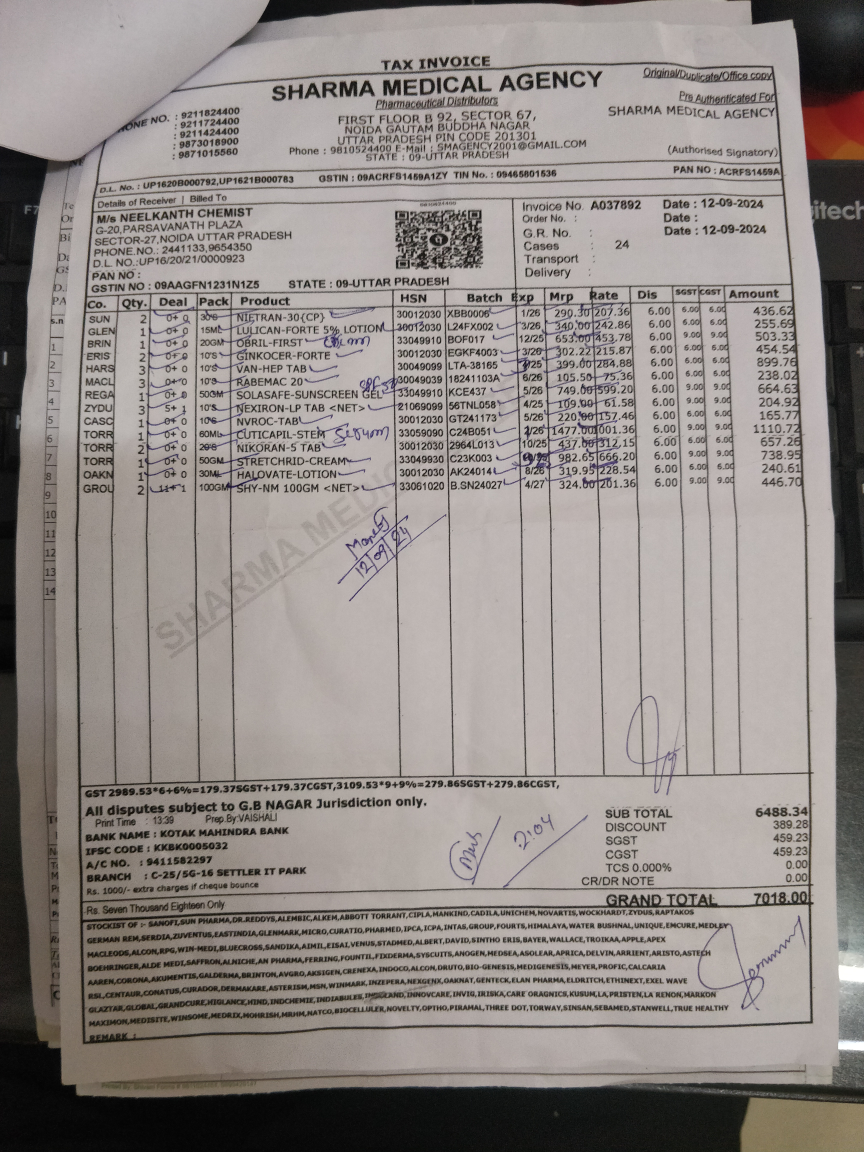 TAX INVOICE
Original/Duplicate/Office copy
SHARMA MEDICAL AGENCY
Pharmaceutical Distributors
Pre Authenticated For
SHARMA MEDICAL AGENCY
(Authorised Signatory)
HONE NO. : 9211824400
: 9211724400
: 9211424400
: 9873018900
: 9871015560
FIRST FLOOR B 92, SECTOR 67,
NOIDA GAUTAM BUDDHA NAGAR
UTTAR PRADESH PIN CODE 201301
Phone : 9810524400 E-Mail : SMAGENCY2001@GMAIL.COM
STATE : 09-UTTAR PRADESH
D.L. No. : UP1620B000792,UP1621B000783 GSTIN : 09ACRFS1459A1ZY TIN No. : 09465801536 PAN NO : ACRFS1459A
Details of Receiver | Billed To
M/s NEELKANTH CHEMIST
G-20,PARSAVANATH PLAZA
SECTOR-27,NOIDA UTTAR PRADESH
PHONE.NO.: 2441133,9654350
D.L.NO.:UP16/20/21/0000923
PAN NO :
GSTIN NO : 09AAGFN1231N1Z5 STATE : 09-UTTAR PRADESH
Invoice No. A037892 Date : 12-09-2024
Order No. : Date :
G.R. No. : Date : 12-09-2024
Cases : 24
Transport :
Delivery :
Co. Qty. Deal Pack Product HSN Batch Exp Mrp Rate Dis SGST CGST Amount
SUN 2 0+ 0 30'S NIFTRAN-30{CP} 30012030 XBB0006 1/26 290.30 207.36 6.00 6.00 6.00 436.62
GLEN 1 0+ 0 15ML LULICAN-FORTE 5% LOTION 30012030 L24FX002 3/26 340.00 242.86 6.00 6.00 6.00 255.69
BRIN 1 0+ 0 20GM OBRIL-FIRST 33049910 BOF017 12/25 653.00 453.78 6.00 9.00 9.00 503.33
ERIS 2 0+ 0 10'S GINKOCER-FORTE 30012030 EGKF4003 3/26 302.22 215.87 6.00 6.00 6.00 454.54
HARS 3 0+ 0 10'S VAN-HEP TAB 30049099 LTA-38165 /25 399.00 284.88 6.00 6.00 6.00 899.76
MACL 3 0+ 0 10'S RABEMAC 20 30049039 18241103A 6/26 105.50 75.36 6.00 6.00 6.00 238.02
REGA 1 0+ 0 50GM SOLASAFE-SUNSCREEN GEL 33049910 KCE437 5/26 749.00 599.20 6.00 9.00 9.00 664.63
ZYDU 3 5+ 1 10'S NEXIRON-LP TAB <NET> 21069099 56TNL058 4/25 109.00 61.58 6.00 9.00 9.00 204.92
CASC 1 0+ 0 10'S NVROC-TAB 30012030 GT241173 5/26 220.00 157.46 6.00 6.00 6.00 165.77
TORR 1 0+ 0 60ML CUTICAPIL-STEM Serum 33059090 C24B051 2/26 1477.00 1001.36 6.00 9.00 9.00 1110.72
TORR 2 0+ 0 20'S NIKORAN-5 TAB 30012030 2964L013 10/25 437.00 312.15 6.00 6.00 6.00 657.26
TORR 1 0+ 0 50GM STRETCHRID-CREAM 33049930 C23K003 982.65 666.20 6.00 9.00 9.00 738.95
OAKN 1 0+ 0 30ML HALOVATE-LOTION 30012030 AK24014 8/26 319.95 228.54 6.00 6.00 6.00 240.61
GROU 2 11+ 1 100GM SHY-NM 100GM <NET> 33061020 B.SN24027 4/27 324.00 201.36 6.00 9.00 9.00 446.70
12/09/24
SHARMA MEDIC
GST 2989.53*6+6%=179.37SGST+179.37CGST,3109.53*9+9%=279.86SGST+279.86CGST,
All disputes subject to G.B NAGAR Jurisdiction only.
Print Time : 13:39 Prep.By:VAISHALI
BANK NAME : KOTAK MAHINDRA BANK
IPSC CODE : KKBK0005032
A/C NO. : 9411582297
BRANCH : C-25/5G-16 SETTLER IT PARK
Rs. 1000/- extra charges if cheque bounce
2:04
SUB TOTAL 6488.34
DISCOUNT 389.28
SGST 459.23
CGST 459.23
TCS 0.000% 0.00
CR/DR NOTE 0.00
Rs. Seven Thousand Eighteen Only
GRAND TOTAL 7018.00
STOCKIST OF :- SANOFI,SUN PHARMA,DR.REDDYS,ALEMBIC,ALKEM,ABBOTT TORRANT,CIPLA,MANKIND,CADILA,UNICHEM,NOVARTIS,WOCKHARDT,ZYDUS,RAPTAKOS
GERMAN REM,SERDIA,ZUVENTUS,EASTINDIA,GLENMARK,MICRO,CURATIO,PHARMED,IPCA,ICPA,INTAS,GROUP,FOURTS,HIMALAYA,WATER BUSHNAL,UNIQUE,EMCURE,MEDLEY
MACLEODS,ALCON,RPG,WIN-MEDI,BLUECROSS,SANDIKA,AIMIL,EISAI,VENUS,STADMED,ALBERT,DAVID,SINTHO ERIS,BAYER,WALLACE,TROIKAA,APPLE,APEX
BOEHRINGER,ALDE MEDI,SAFFRON,ALNICHE,AN PHARMA,FERRING,FOUNTIL,FIXDERMA,SYSCUITS,ANOGEN,MEDSEA,ASOLEAR,APRICA,DELVIN,ARRIENT,ARISTO,ASTECH
AAREN,CORONA,AKUMENTIS,GALDERMA,BRINTON,AVGRO,AKSIGEN,CRENEXA,INDOCO,ALCON,DRUTO,BIO-GENESIS,MEDIGENESIS,MEYER,PROFIC,CALCARIA
RSL,CENTAUR,CONATUS,CURADOR,DERMAKARE,ASTERISM,MSN,WINMARK,INZEPERA,NEXGENX,OAKNAT,GENTECK,ELAN PHARMA,ELDRITCH,ETHINEXT,EXEL WAVE
GLAZYAR,GLOBAL,GRANDCURE,HIGLANCE,HIND,INDCHEMIE,INDIABULES,INNOVCARE,INVIG,IRISKA,CARE ORAGNICS,KUSUM,LA,PRISTEN,LA RENON,MARKON
MAXIMON,MEDISITE,WINSOME,MEDRIX,MOHRISH,MRHM,NATCO,BIOCELLULER,NOVELTY,OPTHO,PIRAMAL,THREE DOT,TORWAY,SINSAN,SEBAMED,STANWELL,TRUE HEALTHY
REMARK :